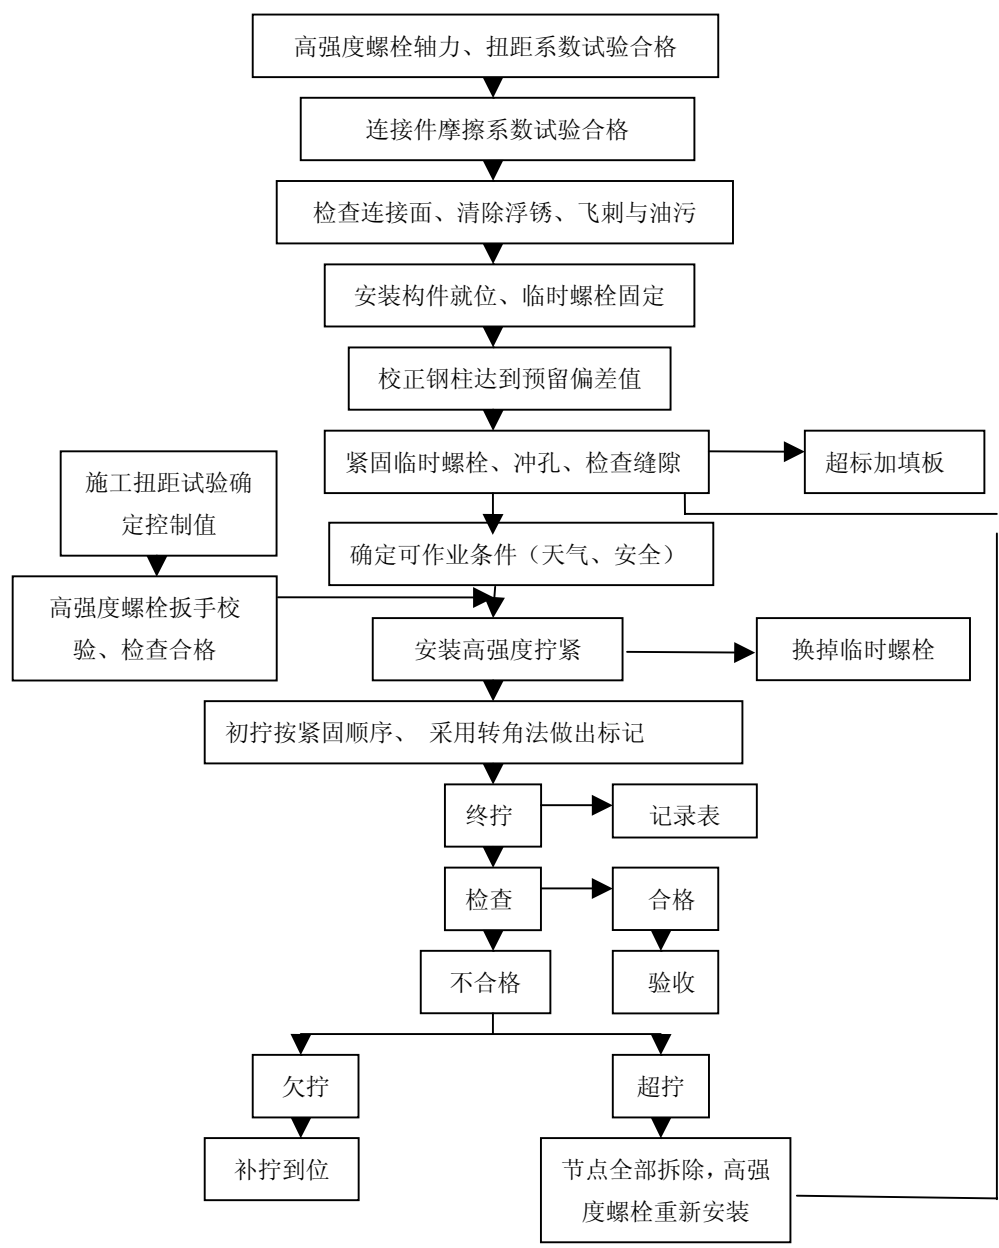 高强度螺栓轴力、扭距系数试验合格
连接件摩擦系数试验合格
检查连接面、清除浮锈、飞刺与油污
安装构件就位、临时螺栓固定
校正钢柱达到预留偏差值
紧固临时螺栓、冲孔、检查缝隙
超标加填板
施工扭距试验确
定控制值
确定可作业条件（天气、安全）
高强度螺栓扳手校
验、检查合格
安装高强度拧紧
换掉临时螺栓
初拧按紧固顺序、 采用转角法做出标记
终拧
记录表
检查
合格
不合格
验收
欠拧
超拧
补拧到位
节点全部拆除，高强
度螺栓重新安装